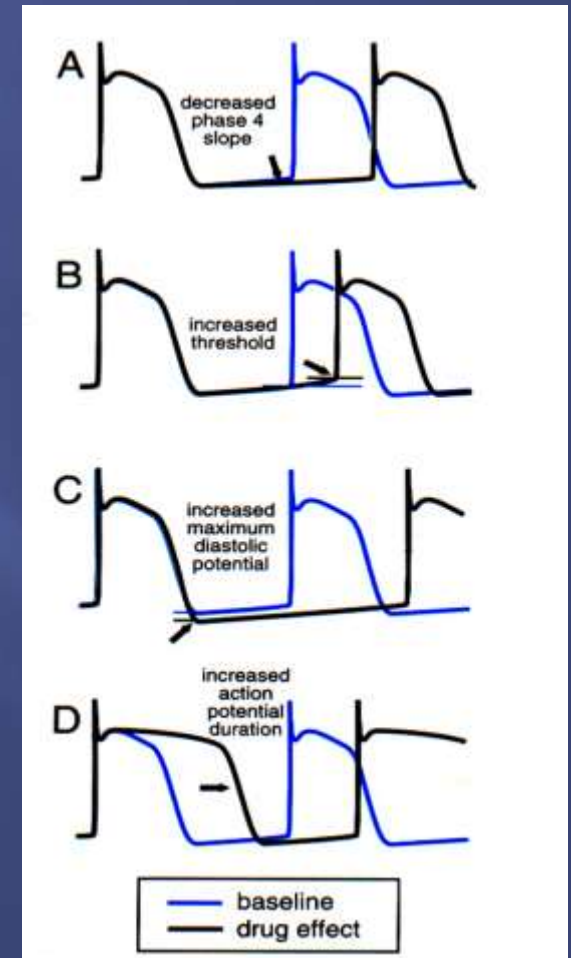 A
decreased
phase 4
slope
B
increased
threshold
C
increased
maximum
diastolic
potential
increased
action
potential
duration
D
baseline
drug effect